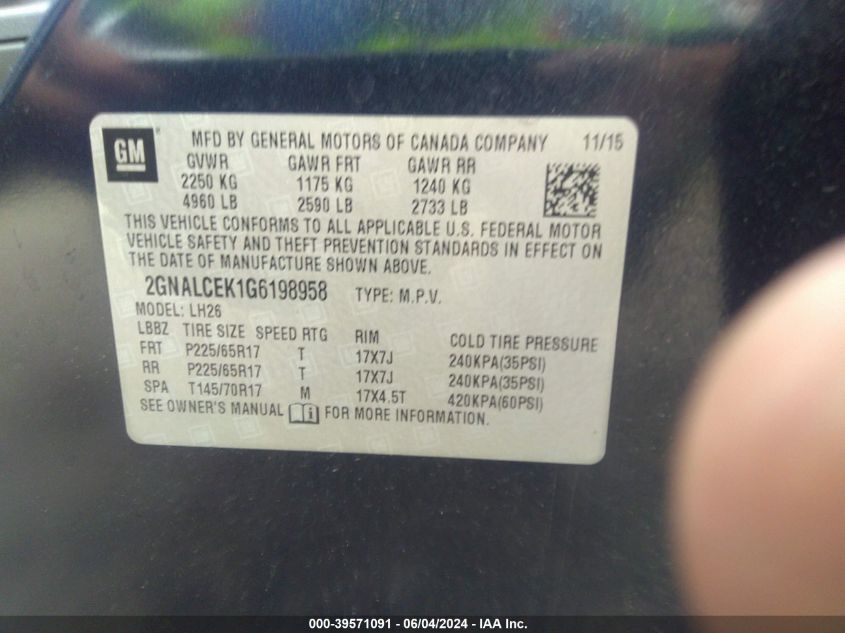 GM
MFD BY GENERAL MOTORS OF CANADA COMPANY 11/15
GVWR GAWR FRT GAWR RR
2250 KG 1175 KG 1240 KG
4960 LB 2590 LB 2733 LB
THIS VEHICLE CONFORMS TO ALL APPLICABLE U.S. FEDERAL MOTOR
VEHICLE SAFETY AND THEFT PREVENTION STANDARDS IN EFFECT ON
THE DATE OF MANUFACTURE SHOWN ABOVE.
2GNALCEK1G6198958 TYPE: M.P.V.
MODEL: LH26
LBBZ TIRE SIZE SPEED RTG RIM COLD TIRE PRESSURE
FRT P225/65R17 T 17X7J 240KPA(35PSI)
RR P225/65R17 T 17X7J 240KPA(35PSI)
SPA T145/70R17 M 17X4.5T 420KPA(60PSI)
SEE OWNER'S MANUAL FOR MORE INFORMATION.
000-39571091 - 06/04/2024 - IAA Inc.